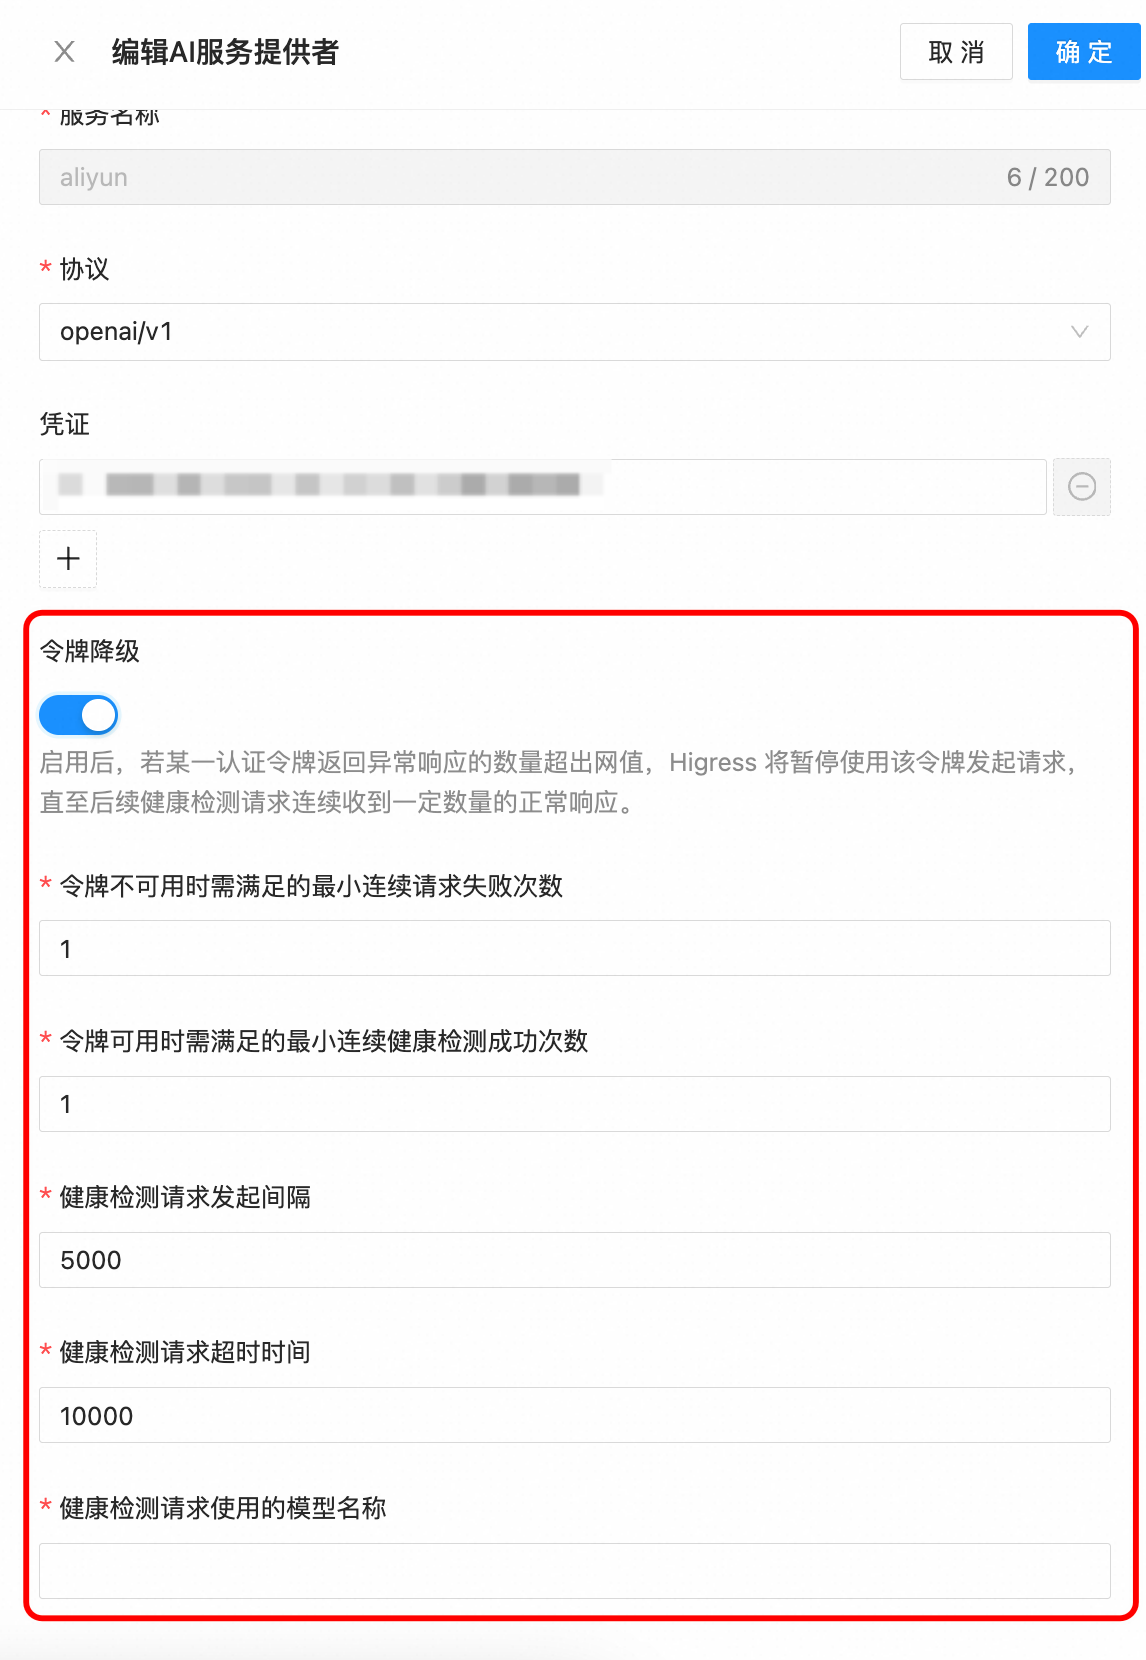 编辑AI服务提供者
取 消
确 定
* 服务名称
aliyun
6 / 200
* 协议
openai/v1
凭证
令牌降级
启用后，若某一认证令牌返回异常响应的数量超出网值，Higress 将暂停使用该令牌发起请求，
直至后续健康检测请求连续收到一定数量的正常响应。
* 令牌不可用时需满足的最小连续请求失败次数
1
* 令牌可用时需满足的最小连续健康检测成功次数
1
* 健康检测请求发起间隔
5000
* 健康检测请求超时时间
10000
* 健康检测请求使用的模型名称